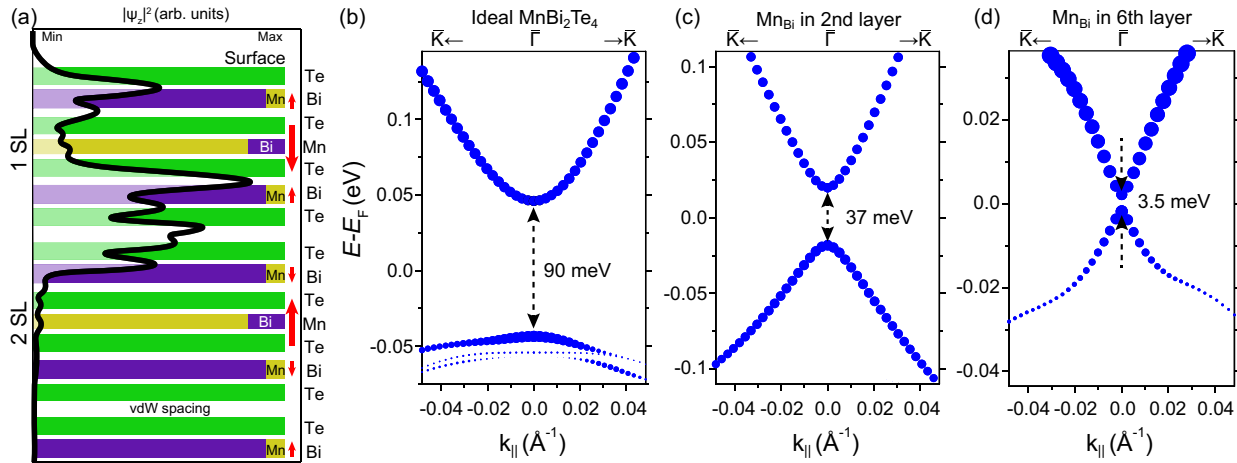 (a)
|ψz|² (arb. units)
Min Max
Surface
Te
Mn Bi
Te
Bi Mn
Te
Mn Bi
Te
Te
Mn Bi
Te
Bi Mn
Te
Mn Bi
Te
vdW spacing
Te
Mn Bi
1 SL
2 SL
(b)
Ideal MnBi₂Te₄
K̄← Γ̄ →K̄
E-EF (eV)
0.1
0.05
0.0
-0.05
90 meV
-0.04 -0.02 0.0 0.02 0.04
k|| (Å⁻¹)
(c)
MnBi in 2nd layer
K̄← Γ̄ →K̄
0.1
0.05
0.0
-0.05
-0.1
37 meV
-0.04 -0.02 0.0 0.02 0.04
k|| (Å⁻¹)
(d)
MnBi in 6th layer
K̄← Γ̄ →K̄
0.02
0.00
-0.02
-0.04
3.5 meV
-0.04 -0.02 0.0 0.02 0.04
k|| (Å⁻¹)